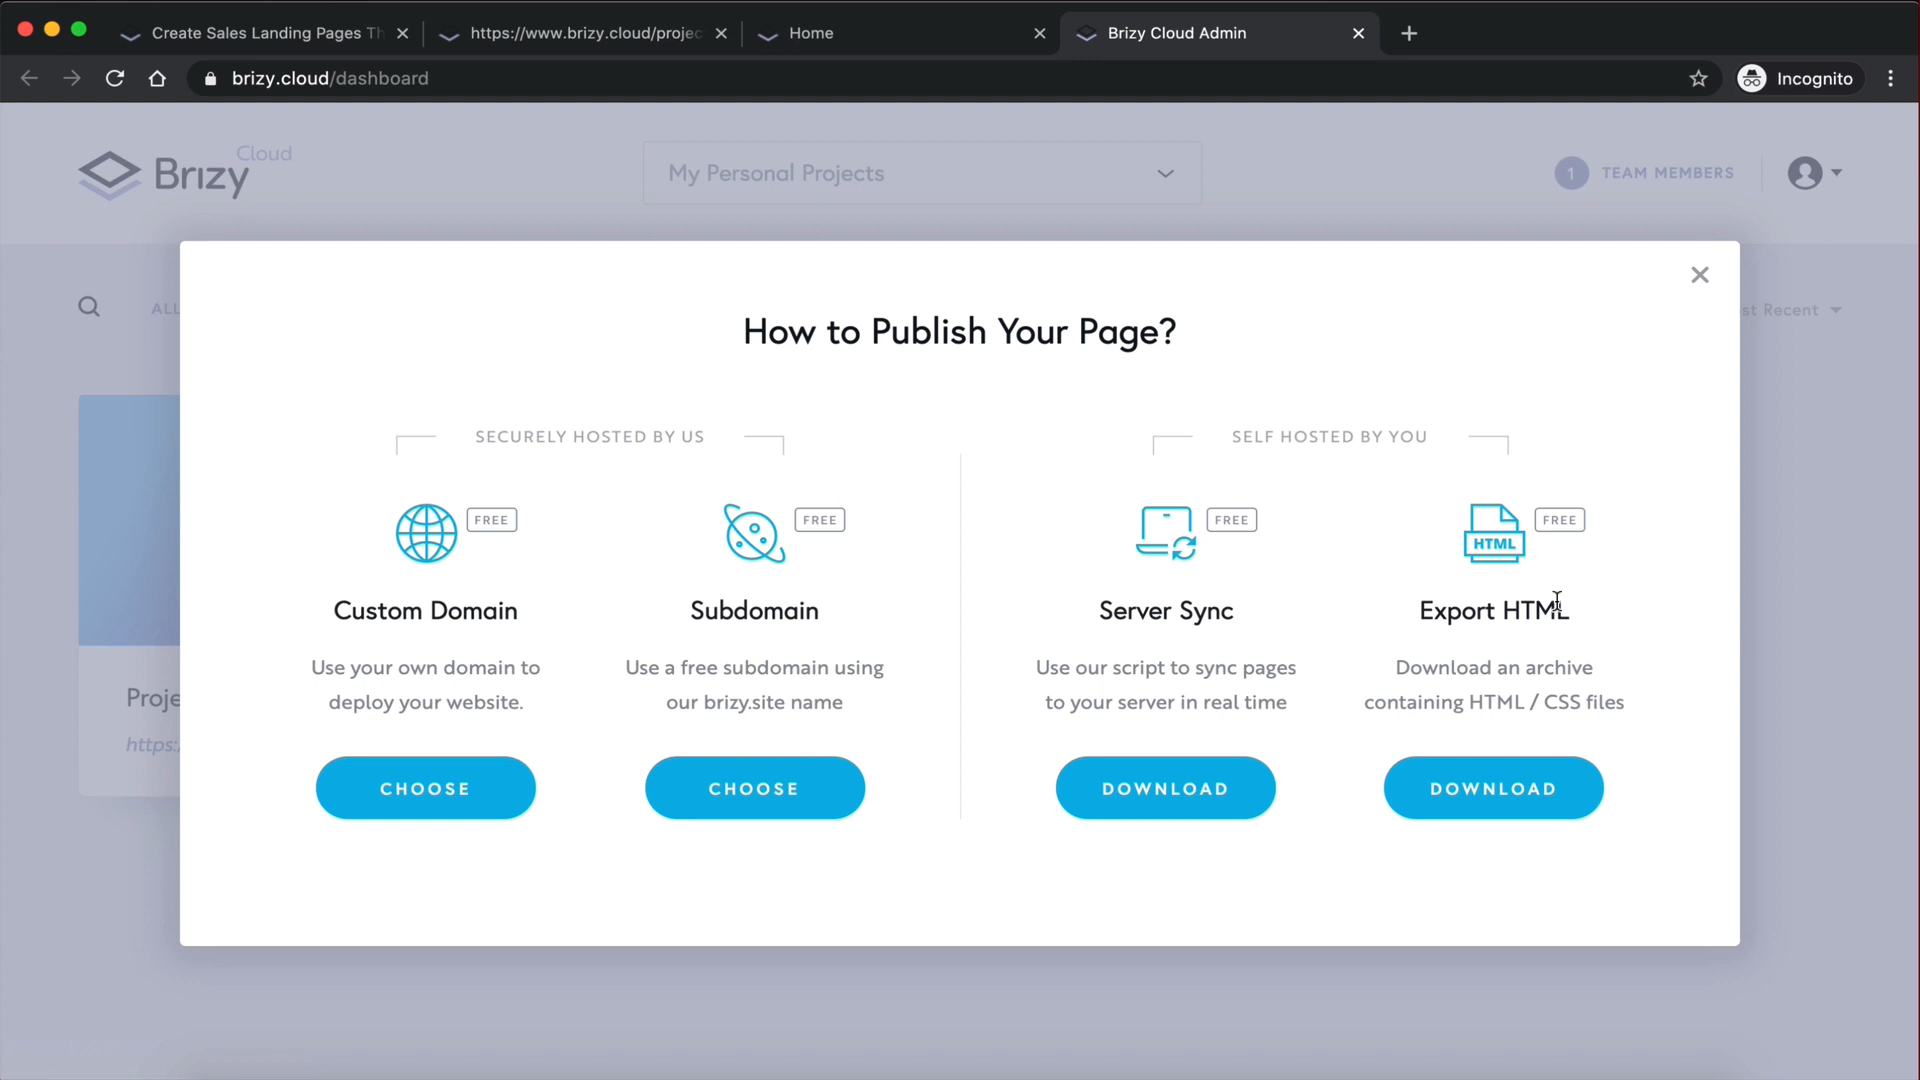 Create Sales Landing Pages Th
https://www.brizy.cloud/projec
Home
Brizy Cloud Admin
brizy.cloud/dashboard
Incognito
Brizy Cloud
My Personal Projects
1 TEAM MEMBERS
ALL
st Recent
How to Publish Your Page?
SECURELY HOSTED BY US
SELF HOSTED BY YOU
FREE
FREE
FREE
HTML
FREE
Custom Domain
Subdomain
Server Sync
Export HTML
Use your own domain to
deploy your website.
Use a free subdomain using
our brizy.site name
Use our script to sync pages
to your server in real time
Download an archive
containing HTML / CSS files
Proje
https:
CHOOSE
CHOOSE
DOWNLOAD
DOWNLOAD